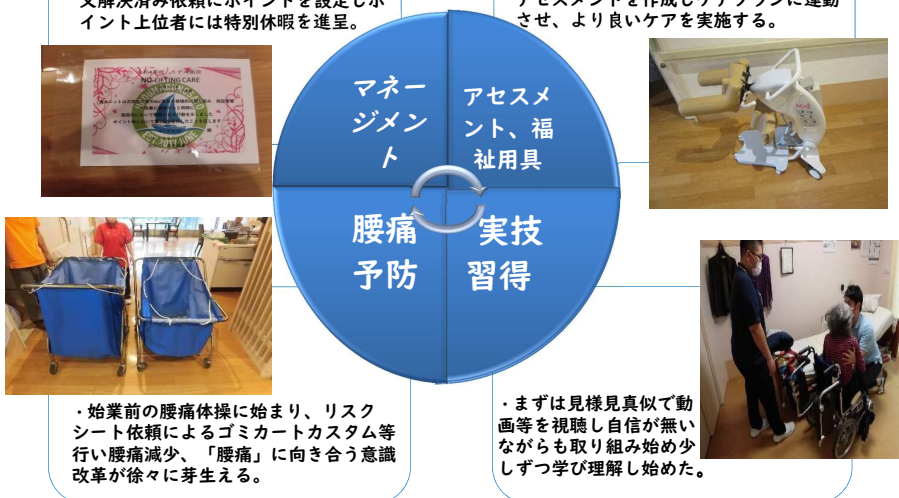 又解決済み依頼にポイントを設定しポ
イント上位者には特別休暇を進呈。
アセスメントを作成しケアプランに連動
させ、より良いケアを実施する。
NO-LIFTING CARE
マネー
ジメン
ト
アセスメ
ント、福
祉用具
腰痛
予防
実技
習得
・始業前の腰痛体操に始まり、リスク
シート依頼によるゴミカートカスタム等
行い腰痛減少、「腰痛」に向き合う意識
改革が徐々に芽生える。
・まずは見様見真似で動
画等を視聴し自信が無い
ながらも取り組み始め少
しずつ学び理解し始めた。